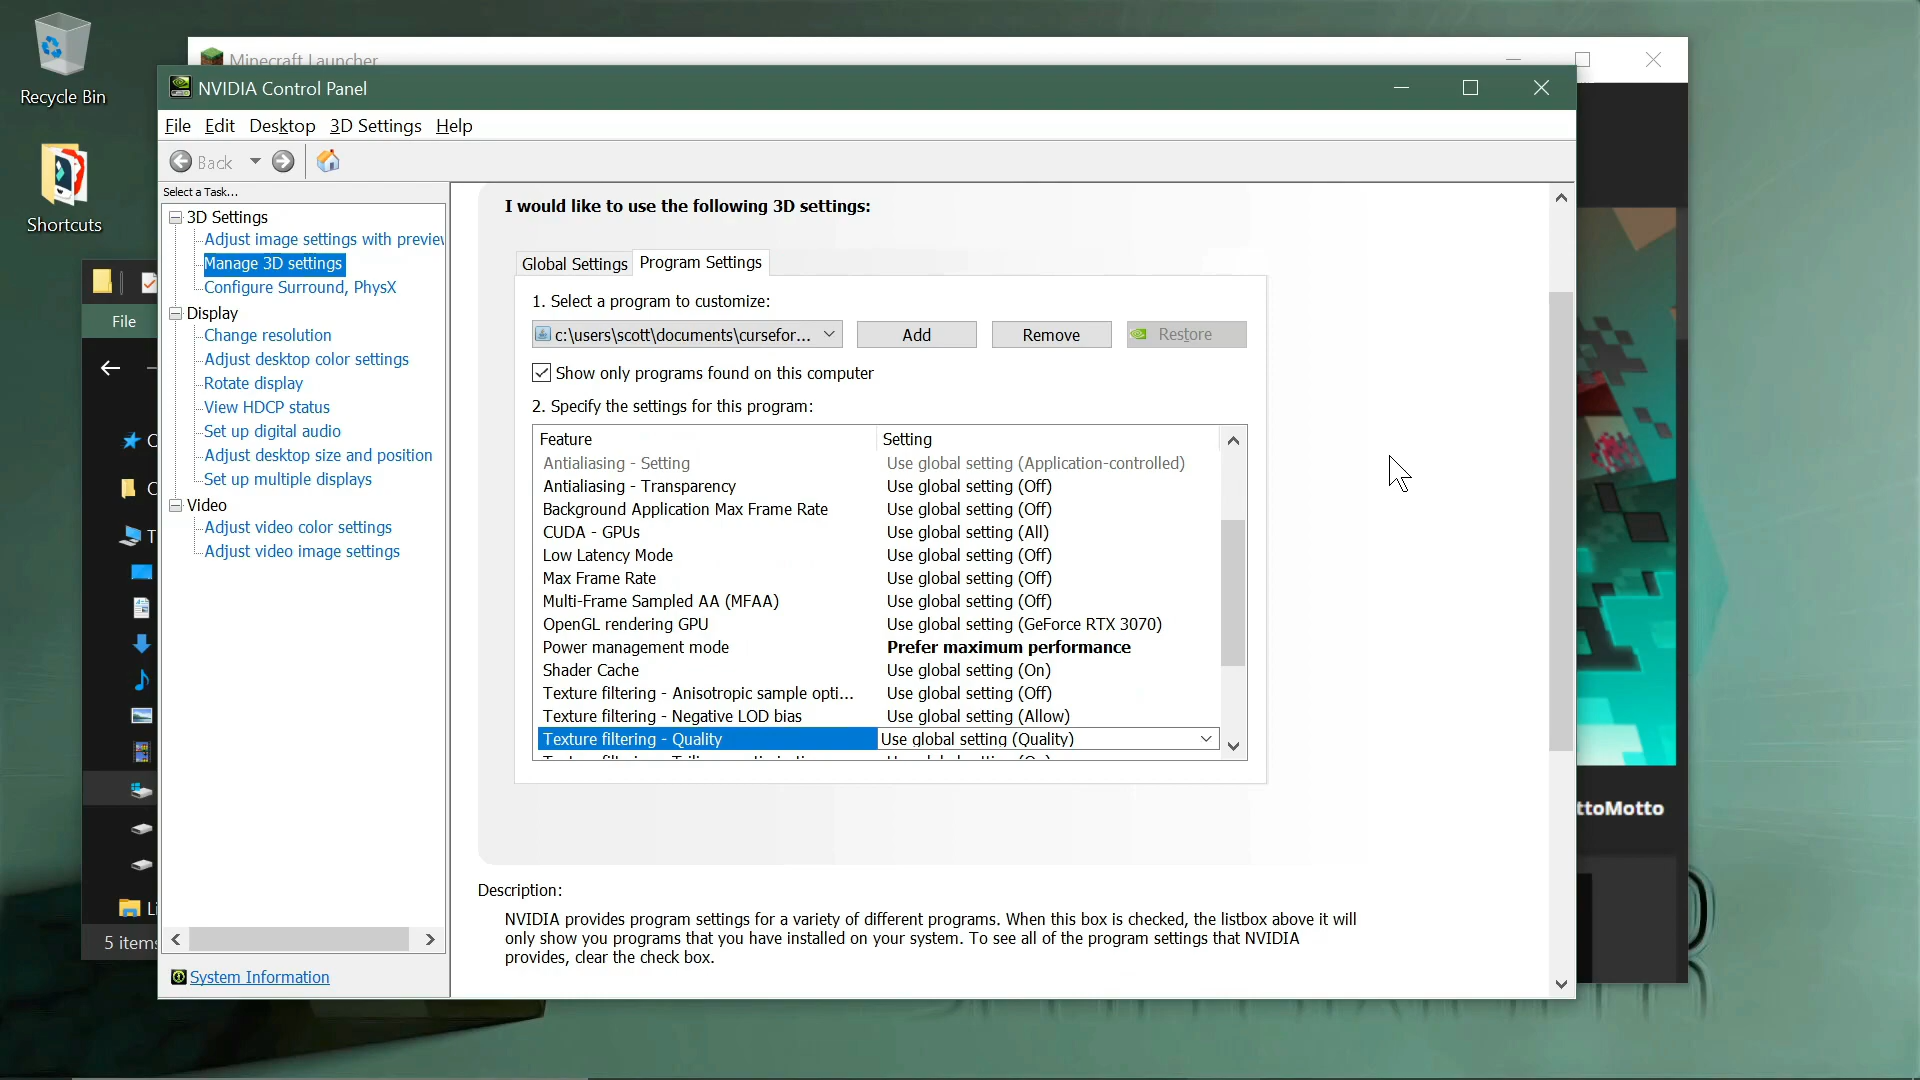 Recycle Bin
Shortcuts
Minecraft Launcher
NVIDIA Control Panel
File Edit Desktop 3D Settings Help
Back
Select a Task...
3D Settings
Adjust image settings with preview
Manage 3D settings
Configure Surround, PhysX
Display
Change resolution
Adjust desktop color settings
Rotate display
View HDCP status
Set up digital audio
Adjust desktop size and position
Set up multiple displays
Video
Adjust video color settings
Adjust video image settings
System Information
I would like to use the following 3D settings:
Global Settings Program Settings
1. Select a program to customize:
c:\users\scott\documents\cursefor... Add Remove Restore
Show only programs found on this computer
2. Specify the settings for this program:
Feature Setting
Antialiasing - Setting Use global setting (Application-controlled)
Antialiasing - Transparency Use global setting (Off)
Background Application Max Frame Rate Use global setting (Off)
CUDA - GPUs Use global setting (All)
Low Latency Mode Use global setting (Off)
Max Frame Rate Use global setting (Off)
Multi-Frame Sampled AA (MFAA) Use global setting (Off)
OpenGL rendering GPU Use global setting (GeForce RTX 3070)
Power management mode Prefer maximum performance
Shader Cache Use global setting (On)
Texture filtering - Anisotropic sample opti... Use global setting (Off)
Texture filtering - Negative LOD bias Use global setting (Allow)
Texture filtering - Quality Use global setting (Quality)
Description:
NVIDIA provides program settings for a variety of different programs. When this box is checked, the listbox above it will
only show you programs that you have installed on your system. To see all of the program settings that NVIDIA
provides, clear the check box.
File
5 items
ttoMotto